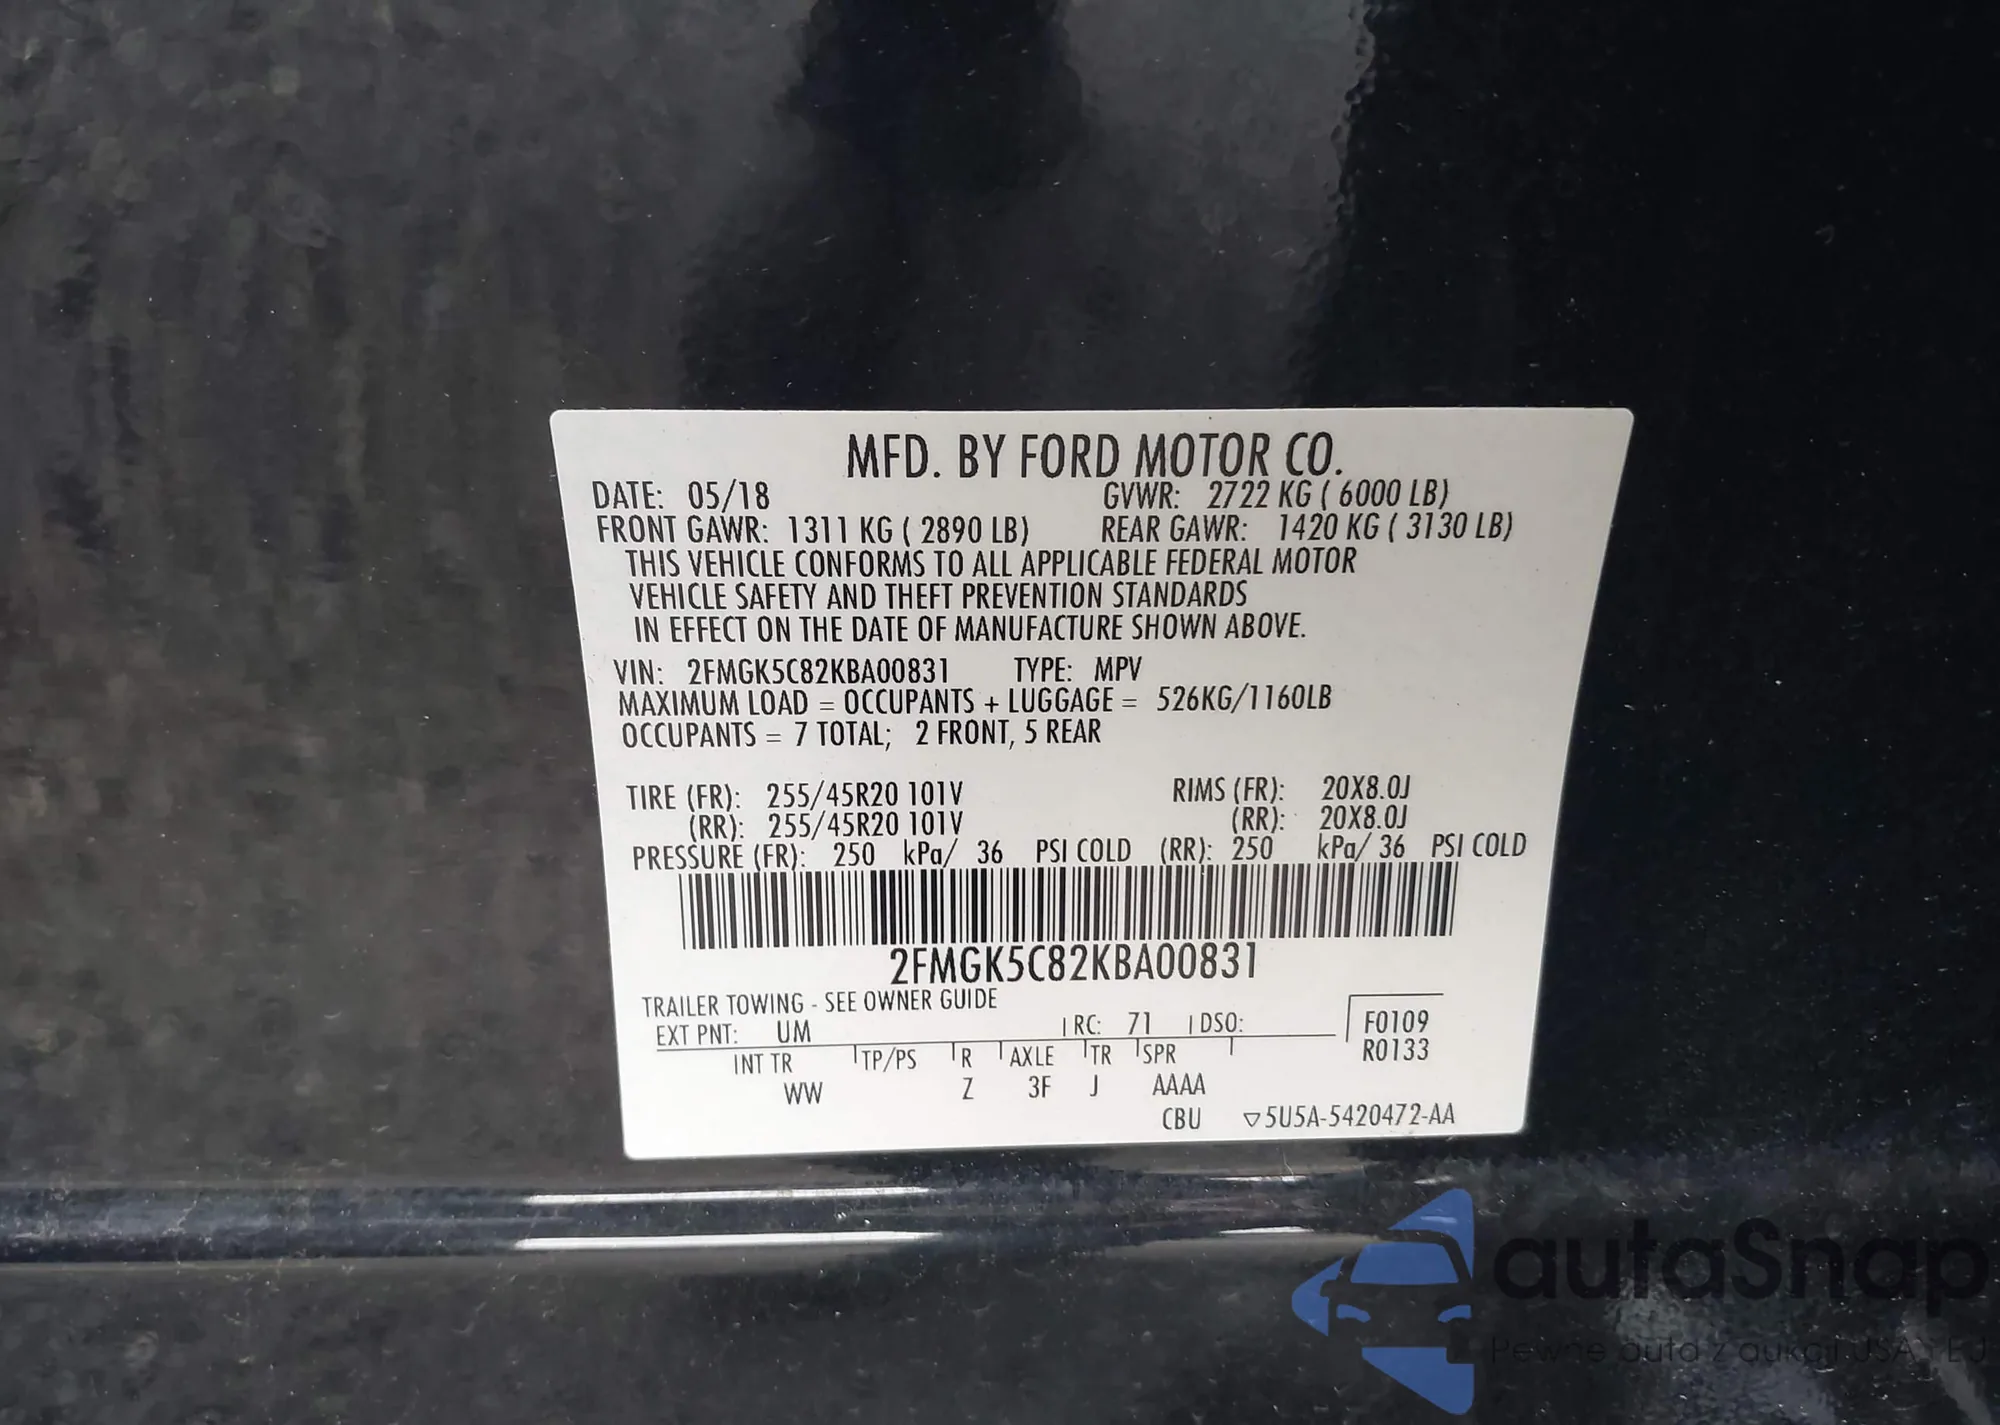 MFD. BY FORD MOTOR CO.
DATE: 05/18 GVWR: 2722 KG ( 6000 LB)
FRONT GAWR: 1311 KG ( 2890 LB) REAR GAWR: 1420 KG ( 3130 LB)
THIS VEHICLE CONFORMS TO ALL APPLICABLE FEDERAL MOTOR
VEHICLE SAFETY AND THEFT PREVENTION STANDARDS
IN EFFECT ON THE DATE OF MANUFACTURE SHOWN ABOVE.
VIN: 2FMGK5C82KBA00831 TYPE: MPV
MAXIMUM LOAD = OCCUPANTS + LUGGAGE = 526KG/1160LB
OCCUPANTS = 7 TOTAL; 2 FRONT, 5 REAR
TIRE (FR): 255/45R20 101V RIMS (FR): 20X8.0J
(RR): 255/45R20 101V (RR): 20X8.0J
PRESSURE (FR): 250 kPa/ 36 PSI COLD (RR): 250 kPa/ 36 PSI COLD
2FMGK5C82KBA00831
TRAILER TOWING - SEE OWNER GUIDE
EXT PNT: UM RC: 71 DSO: F0109
INT TR TP/PS R AXLE TR SPR R0133
WW Z 3F J AAAA
CBU ▽5U5A-5420472-AA
autaSnap
Pewne auta z aukcji USA i EU